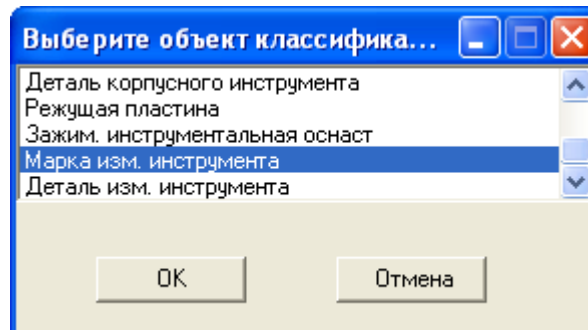 Выберите объект классифика...
Деталь корпусного инструмента
Режущая пластина
Зажим. инструментальная оснаст
Марка изм. инструмента
Деталь изм. инструмента
OK
Отмена